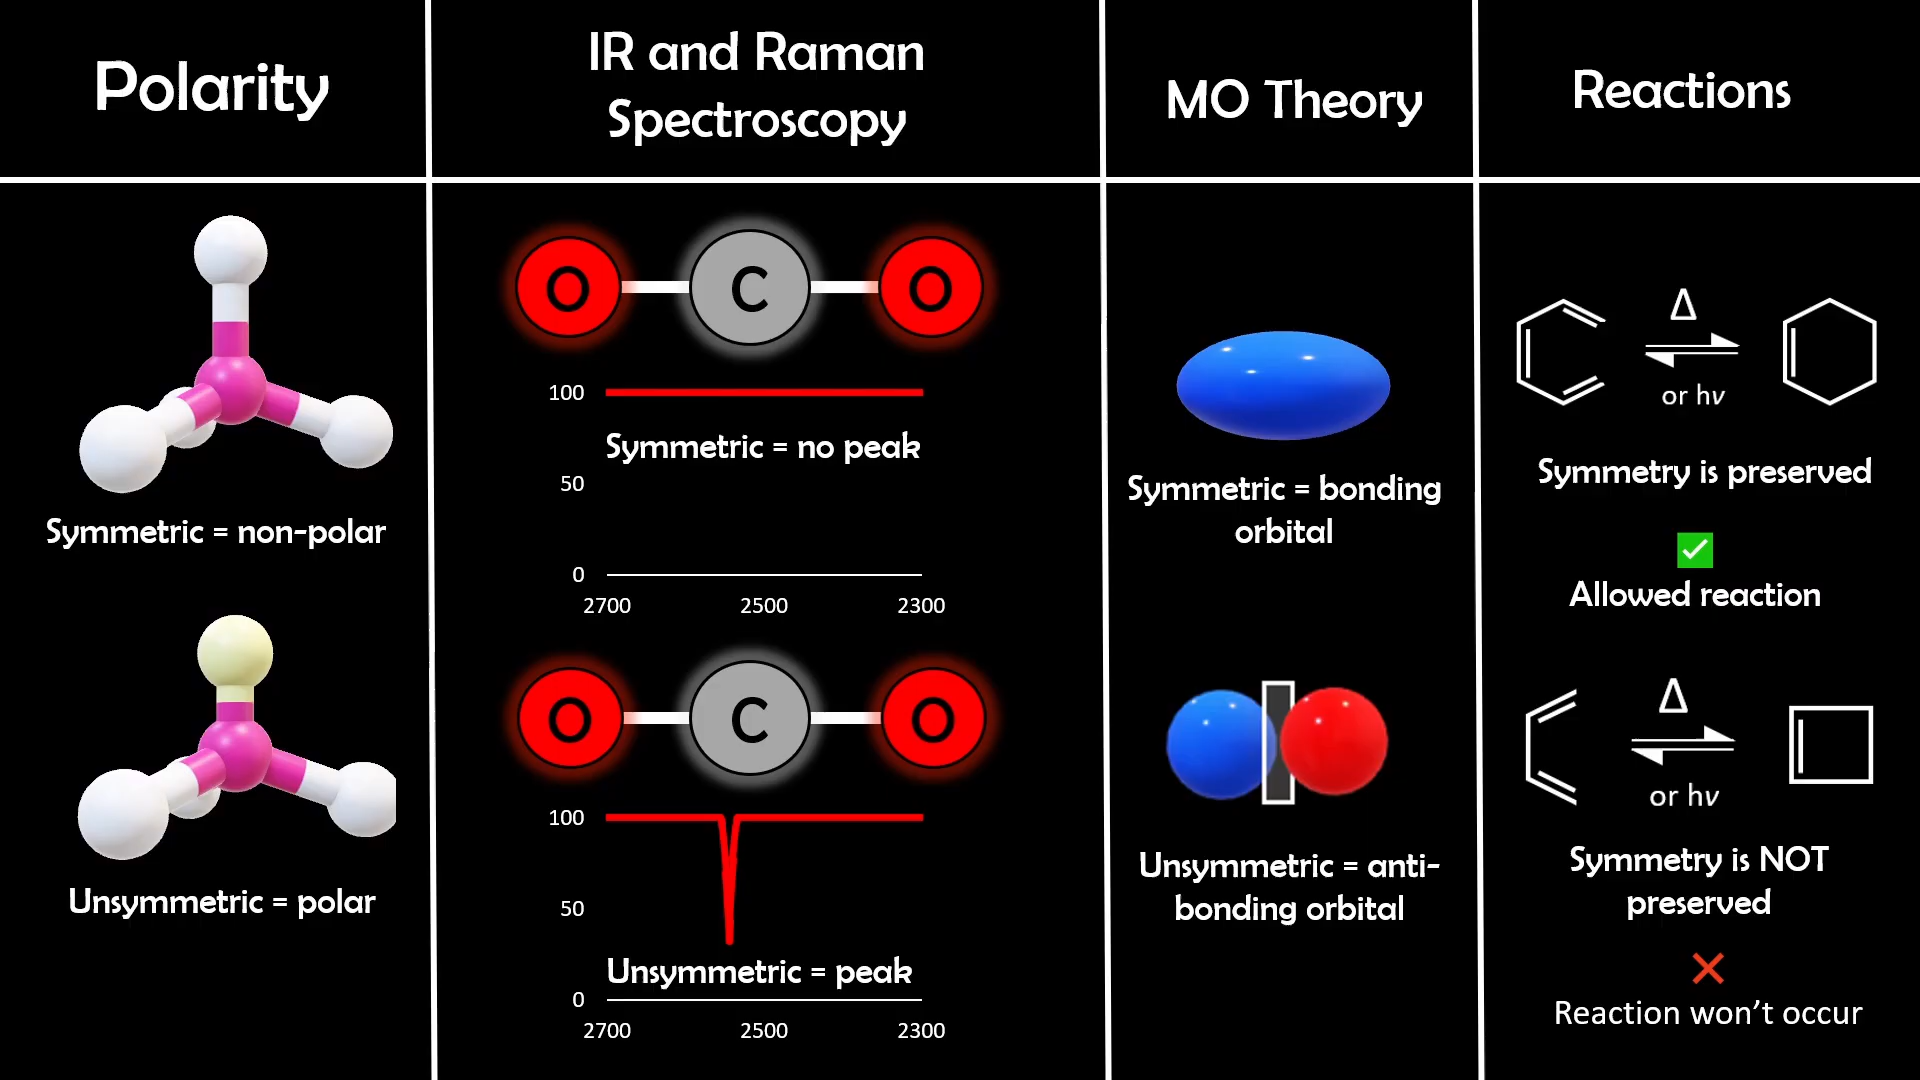 Polarity
IR and Raman
Spectroscopy
MO Theory
Reactions
Symmetric = non-polar
Unsymmetric = polar
O
C
O
100
Symmetric = no peak
50
0
2700
2500
2300
O
C
O
100
50
Unsymmetric = peak
0
2700
2500
2300
Symmetric = bonding
orbital
Unsymmetric = anti-
bonding orbital
Δ
or hν
Symmetry is preserved
Allowed reaction
Δ
or hν
Symmetry is NOT
preserved
Reaction won't occur